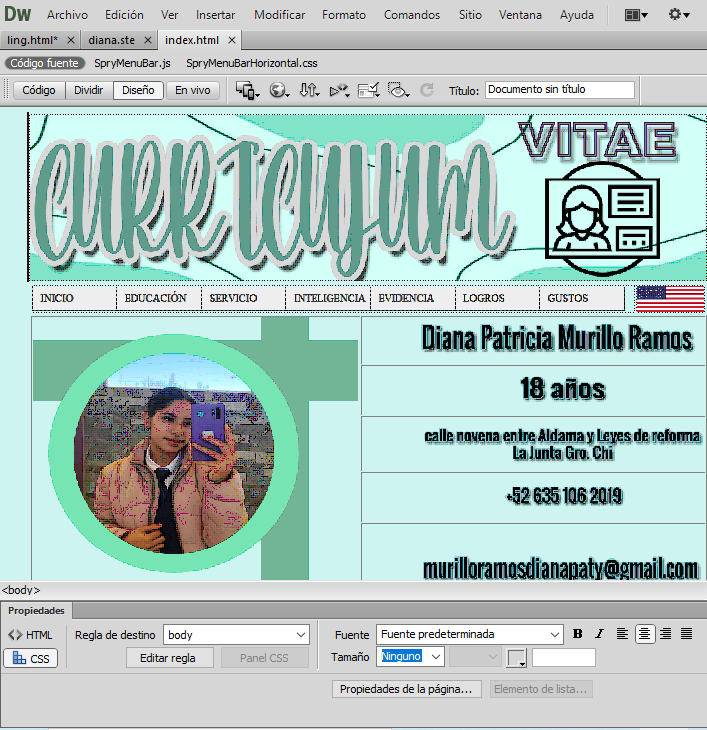 Dw Archivo Edición Ver Insertar Modificar Formato Comandos Sitio Ventana Ayuda
ling.html* diana.ste index.html
Código fuente SpryMenuBar.js SpryMenuBarHorizontal.css
Código Dividir Diseño En vivo Título: Documento sin título
CURRICUYUM
VITAE
INICIO EDUCACIÓN SERVICIO INTELIGENCIA EVIDENCIA LOGROS GUSTOS
Diana Patricia Murillo Ramos
18 años
calle novena entre Aldama y Leyes de reforma
La Junta Gro. Chi
+52 635 106 2019
murilloramosdianapaty@gmail.com
<body>
Propiedades
<> HTML Regla de destino body Fuente Fuente predeterminada B I
CSS Editar regla Panel CSS Tamaño Ninguno
Propiedades de la página... Elemento de lista...